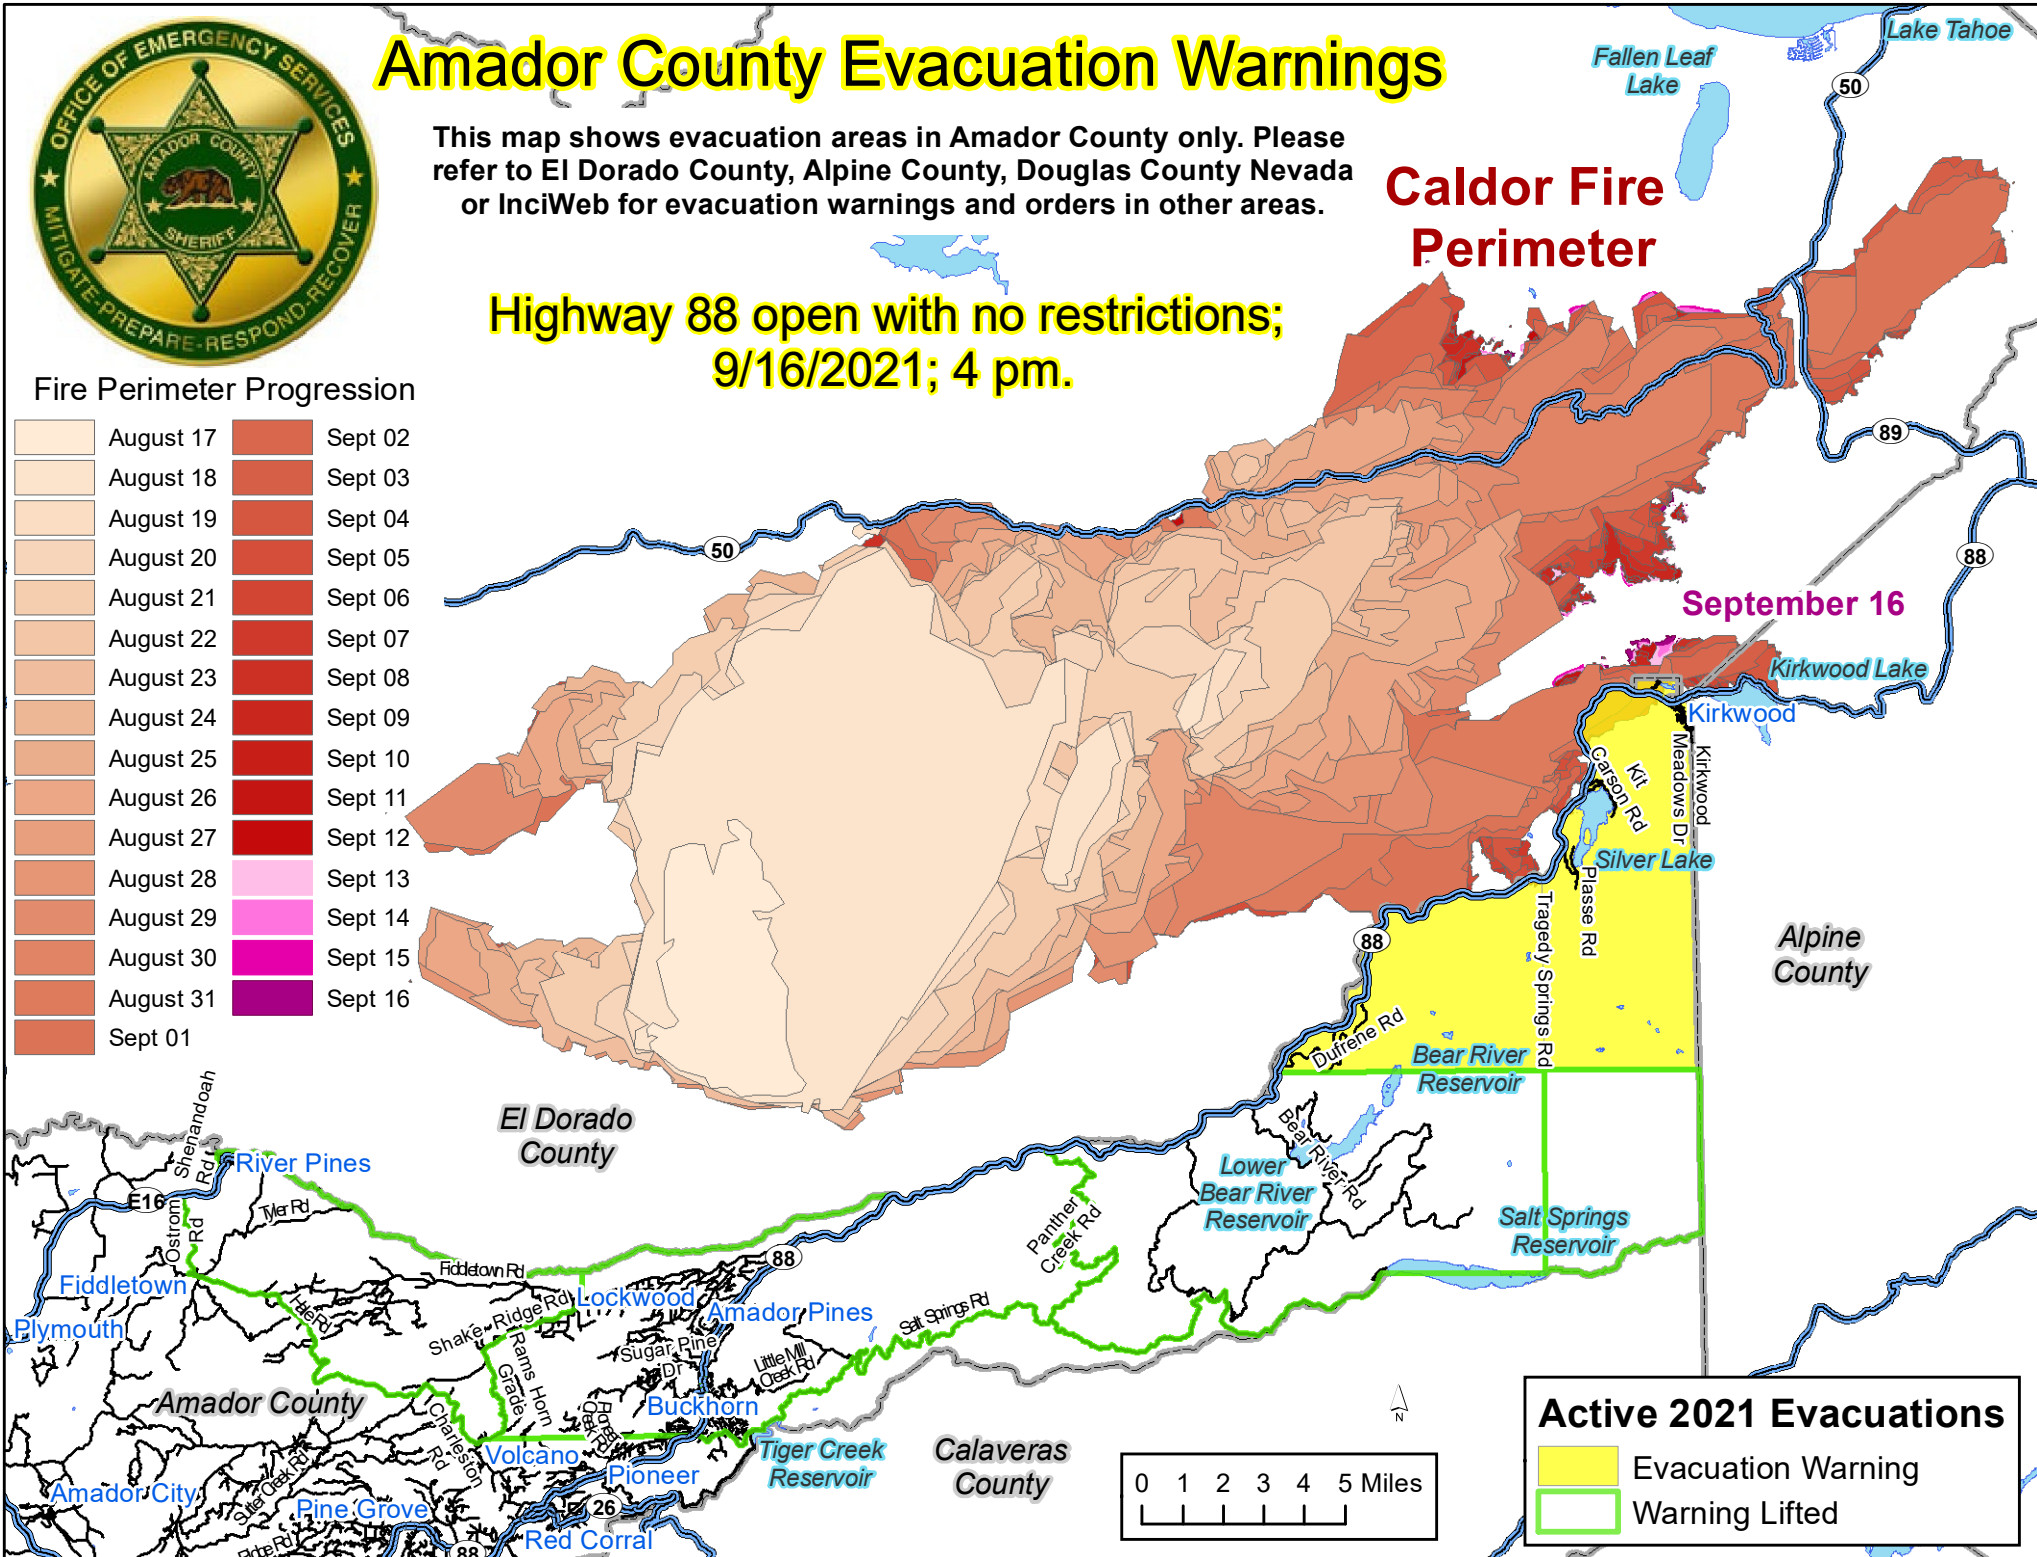 OFFICE OF EMERGENCY SERVICES
AMADOR COUNTY
SHERIFF
MITIGATE-PREPARE-RESPOND-RECOVER
Amador County Evacuation Warnings
This map shows evacuation areas in Amador County only. Please
refer to El Dorado County, Alpine County, Douglas County Nevada
or InciWeb for evacuation warnings and orders in other areas.
Highway 88 open with no restrictions;
9/16/2021; 4 pm.
Caldor Fire
Perimeter
Fallen Leaf
Lake
Lake Tahoe
50
89
88
50
September 16
Kirkwood Lake
Kirkwood
Kirkwood
Meadows Dr
Kit
Carson Rd
Silver Lake
Plasse Rd
Tragedy Springs Rd
88
Alpine
County
Dufrene Rd
Bear River
Reservoir
Fire Perimeter Progression
August 17
August 18
August 19
August 20
August 21
August 22
August 23
August 24
August 25
August 26
August 27
August 28
August 29
August 30
August 31
Sept 01
Sept 02
Sept 03
Sept 04
Sept 05
Sept 06
Sept 07
Sept 08
Sept 09
Sept 10
Sept 11
Sept 12
Sept 13
Sept 14
Sept 15
Sept 16
El Dorado
County
Shenandoah
Rd
River Pines
E16
Ostrom
Rd
Tyler Rd
Fiddletown
Fiddletown Rd
Hale Rd
Plymouth
Shake Ridge Rd
Lockwood
88
Amador Pines
Rams Horn
Grade
Sugar Pine
Dr
Little Mill
Creek Rd
Salt Springs Rd
Panther
Creek Rd
Bear River Rd
Lower
Bear River
Reservoir
Salt Springs
Reservoir
Amador County
Charleston
Rd
Pioneer
Creek Rd
Buckhorn
Volcano
Pioneer
Tiger Creek
Reservoir
Calaveras
County
Amador City
Sutter Creek Rd
Pine Grove
Ridge Rd
88
26
Red Corral
N
0 1 2 3 4 5 Miles
Active 2021 Evacuations
Evacuation Warning
Warning Lifted